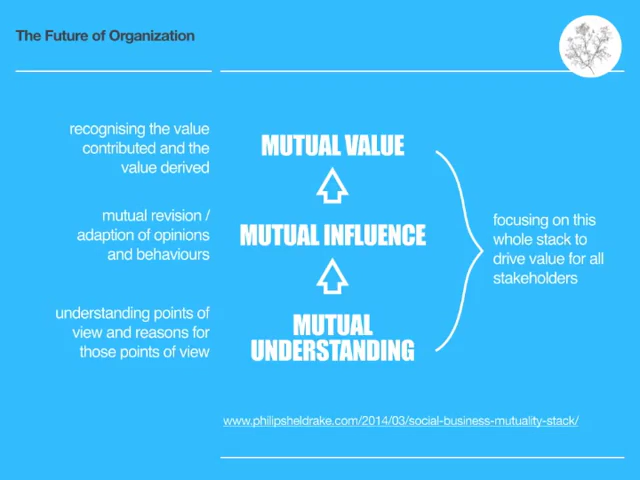 The Future of Organization
recognising the value
contributed and the
value derived
MUTUAL VALUE
mutual revision /
adaption of opinions
and behaviours
MUTUAL INFLUENCE
understanding points of
view and reasons for
those points of view
MUTUAL
UNDERSTANDING
focusing on this
whole stack to
drive value for all
stakeholders
www.philipsheldrake.com/2014/03/social-business-mutuality-stack/